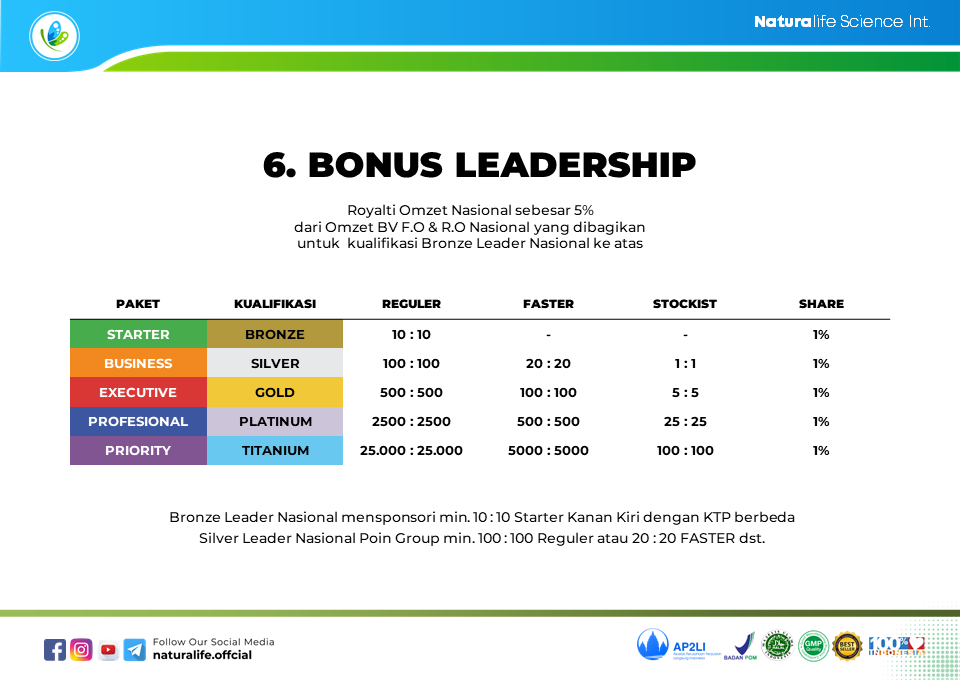 Naturalife Science Int.
6. BONUS LEADERSHIP
Royalti Omzet Nasional sebesar 5%
dari Omzet BV F.O & R.O Nasional yang dibagikan
untuk kualifikasi Bronze Leader Nasional ke atas
PAKET KUALIFIKASI REGULER FASTER STOCKIST SHARE
STARTER BRONZE 10 : 10 - - 1%
BUSINESS SILVER 100 : 100 20 : 20 1 : 1 1%
EXECUTIVE GOLD 500 : 500 100 : 100 5 : 5 1%
PROFESIONAL PLATINUM 2500 : 2500 500 : 500 25 : 25 1%
PRIORITY TITANIUM 25.000 : 25.000 5000 : 5000 100 : 100 1%
Bronze Leader Nasional mensponsori min. 10 : 10 Starter Kanan Kiri dengan KTP berbeda
Silver Leader Nasional Poin Group min. 100 : 100 Reguler atau 20 : 20 FASTER dst.
Follow Our Social Media
naturalife.offcial
AP2LI
BADAN POM
HALAL
GMP
Quality
BEST
SELLER
100%
INDONESIA